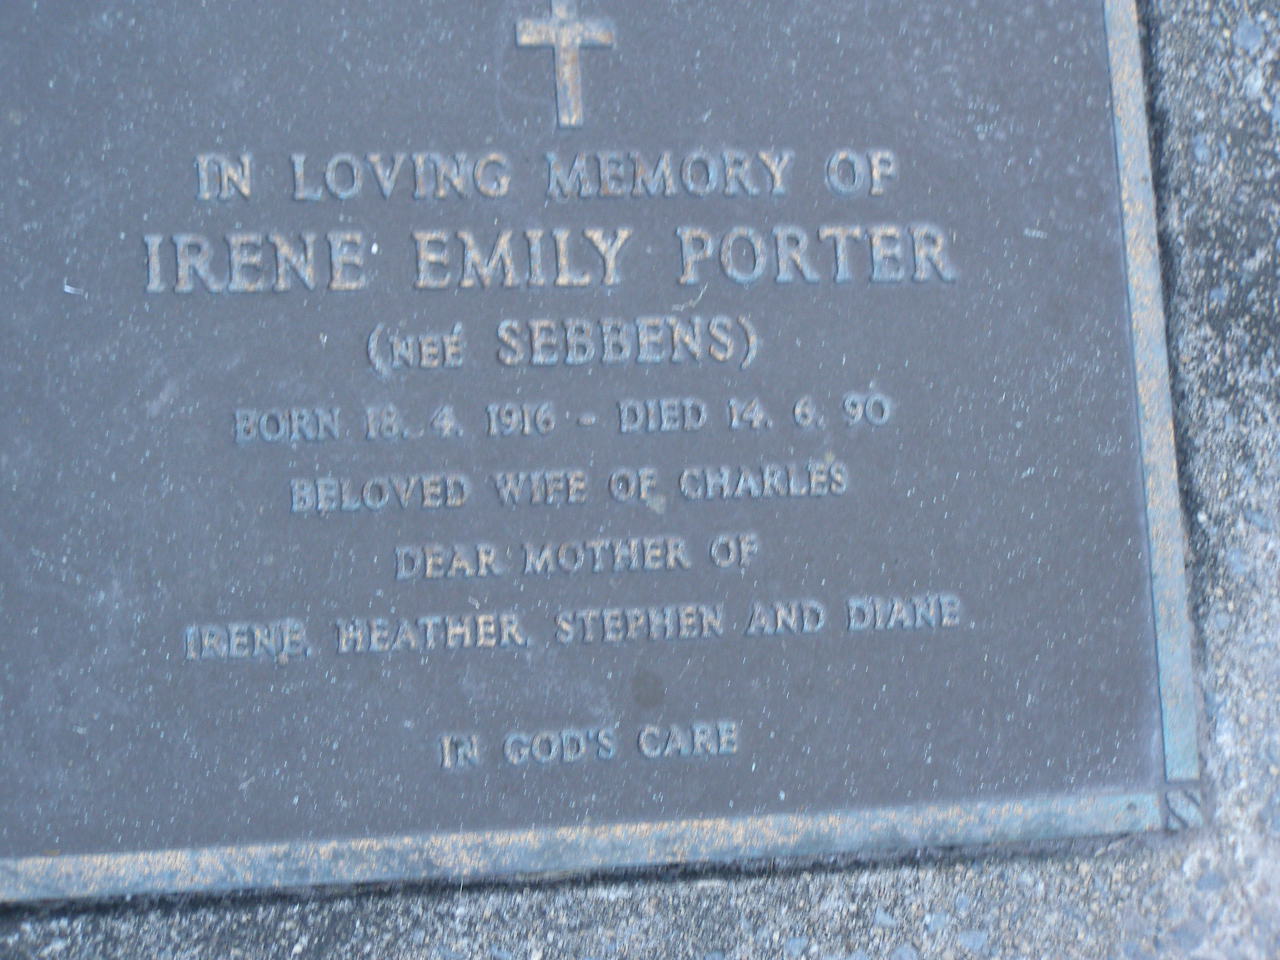 IN LOVING MEMORY OF
IRENE EMILY PORTER
(NEÉ SEBBENS)
BORN 18. 4. 1916 - DIED 14. 6. 90
BELOVED WIFE OF CHARLES
DEAR MOTHER OF
IRENE, HEATHER, STEPHEN AND DIANE.
IN GOD'S CARE